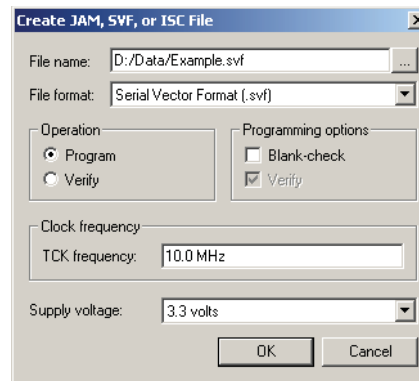 Create JAM, SVF, or ISC File
File name: D:/Data/Example.svf ...
File format: Serial Vector Format (.svf)
Operation
Program
Verify
Programming options
Blank-check
Verify
Clock frequency
TCK frequency: 10.0 MHz
Supply voltage: 3.3 volts
OK Cancel